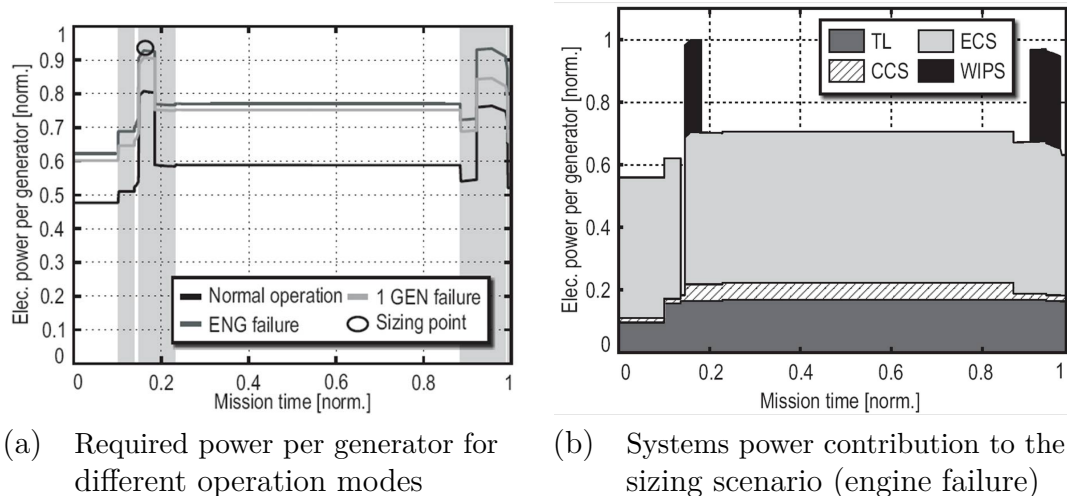 1
0.9
0.8
0.7
0.6
0.5
0.4
0.3
0.2
0.1
0
Elec. power per generator [norm.]
Normal operation
1 GEN failure
ENG failure
Sizing point
0
0.2
0.4
0.6
0.8
1
Mission time [norm.]
(a) Required power per generator for
different operation modes
1
0.8
0.6
0.4
0.2
0
Elec. power per generator [norm.]
TL
ECS
CCS
WIPS
0
0.2
0.4
0.6
0.8
1
Mission time [norm.]
(b) Systems power contribution to the
sizing scenario (engine failure)